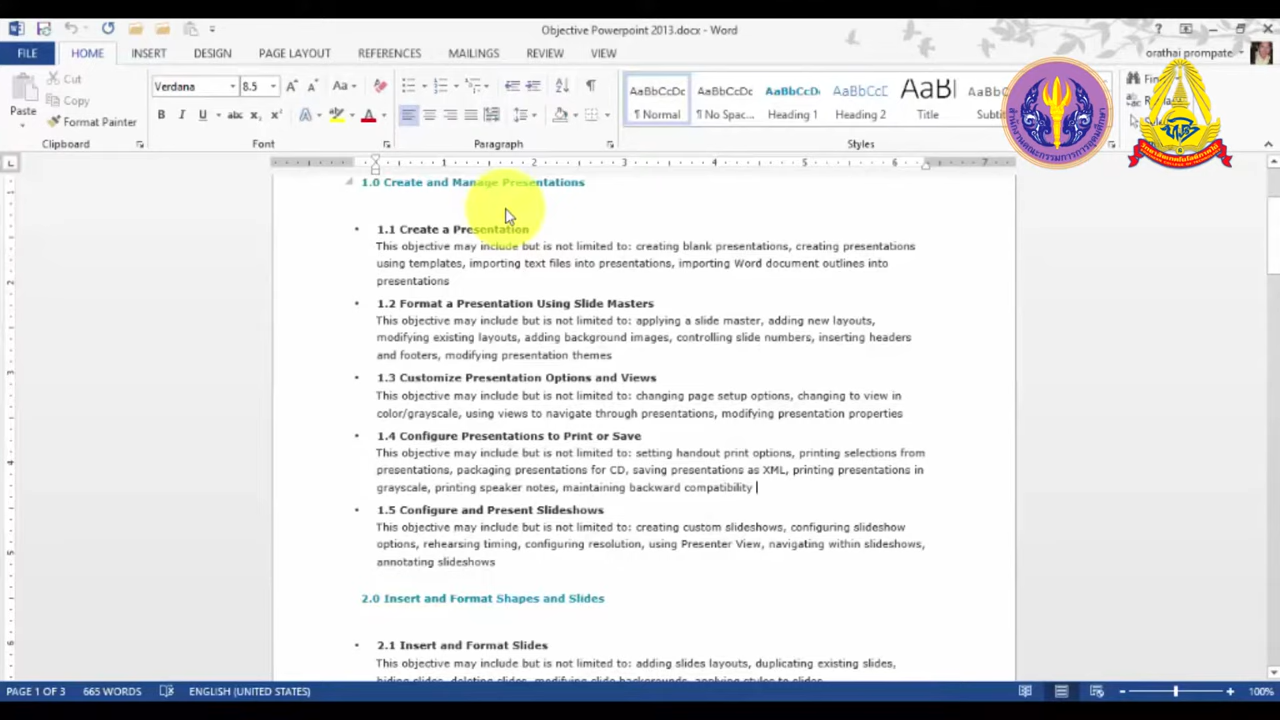 Objective Powerpoint 2013.docx - Word
FILE HOME INSERT DESIGN PAGE LAYOUT REFERENCES MAILINGS REVIEW VIEW
orathai prompate
Cut
Copy
Format Painter
Paste
Verdana 8.5
AaBbCcDc AaBbCcDc AaBbCcDc AaBbCcD AaBI
¶ Normal ¶ No Spac... Heading 1 Heading 2 Title
Clipboard Font Paragraph Styles
1.0 Create and Manage Presentations
1.1 Create a Presentation
This objective may include but is not limited to: creating blank presentations, creating presentations
using templates, importing text files into presentations, importing Word document outlines into
presentations
1.2 Format a Presentation Using Slide Masters
This objective may include but is not limited to: applying a slide master, adding new layouts,
modifying existing layouts, adding background images, controlling slide numbers, inserting headers
and footers, modifying presentation themes
1.3 Customize Presentation Options and Views
This objective may include but is not limited to: changing page setup options, changing to view in
color/grayscale, using views to navigate through presentations, modifying presentation properties
1.4 Configure Presentations to Print or Save
This objective may include but is not limited to: setting handout print options, printing selections from
presentations, packaging presentations for CD, saving presentations as XML, printing presentations in
grayscale, printing speaker notes, maintaining backward compatibility
1.5 Configure and Present Slideshows
This objective may include but is not limited to: creating custom slideshows, configuring slideshow
options, rehearsing timing, configuring resolution, using Presenter View, navigating within slideshows,
annotating slideshows
2.0 Insert and Format Shapes and Slides
2.1 Insert and Format Slides
This objective may include but is not limited to: adding slides layouts, duplicating existing slides,
hiding slides, deleting slides, modifying slide backgrounds, applying styles to slides
PAGE 1 OF 3 665 WORDS ENGLISH (UNITED STATES) 100%